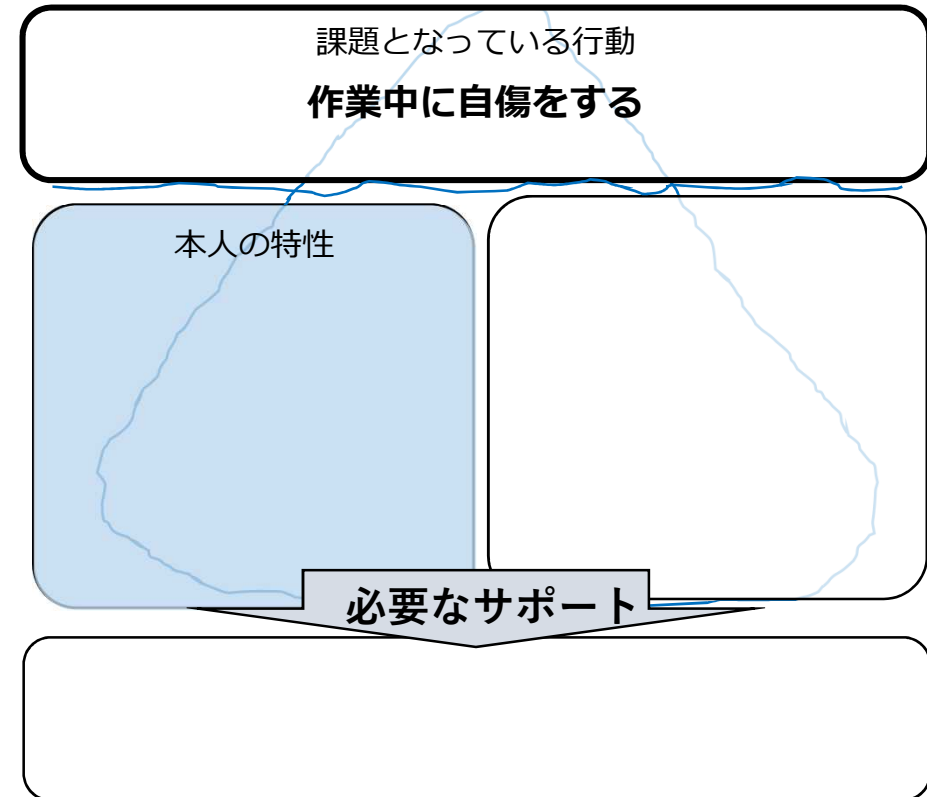 課題となっている行動
作業中に自傷をする
本人の特性
必要なサポート